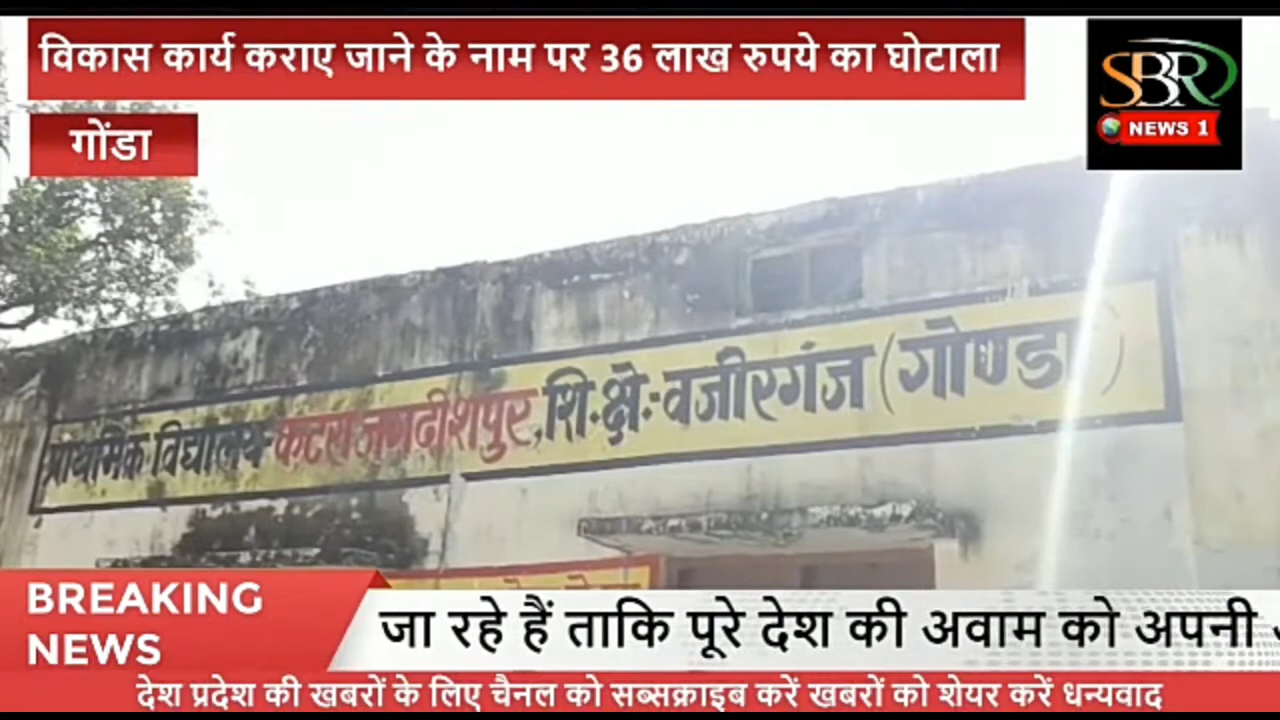 विकास कार्य कराए जाने के नाम पर 36 लाख रुपये का घोटाला
SBR
NEWS 1
गोंडा
प्राथमिक विद्यालय कटरा जगदीशपुर, शि.क्षे.-वजीरगंज (गोण्डा)
BREAKING
NEWS
जा रहे हैं ताकि पूरे देश की अवाम को अपनी
देश प्रदेश की खबरों के लिए चैनल को सब्सक्राइब करें खबरों को शेयर करें धन्यवाद